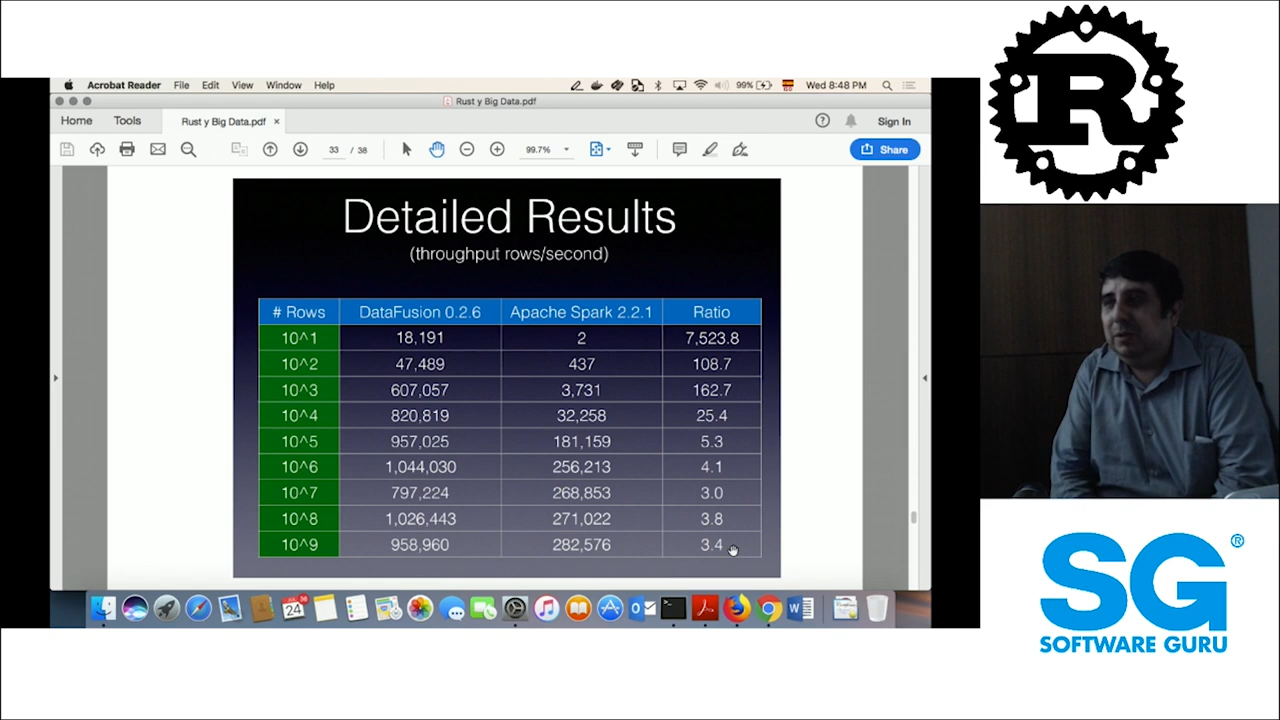 Acrobat Reader File Edit View Window Help 99% Wed 8:48 PM
Rust y Big Data.pdf
Home Tools Rust y Big Data.pdf × Sign In
33 / 38 99.7% Share
Detailed Results
(throughput rows/second)
# Rows DataFusion 0.2.6 Apache Spark 2.2.1 Ratio
10^1 18,191 2 7,523.8
10^2 47,489 437 108.7
10^3 607,057 3,731 162.7
10^4 820,819 32,258 25.4
10^5 957,025 181,159 5.3
10^6 1,044,030 256,213 4.1
10^7 797,224 268,853 3.0
10^8 1,026,443 271,022 3.8
10^9 958,960 282,576 3.4
24
R
SG®
SOFTWARE GURU